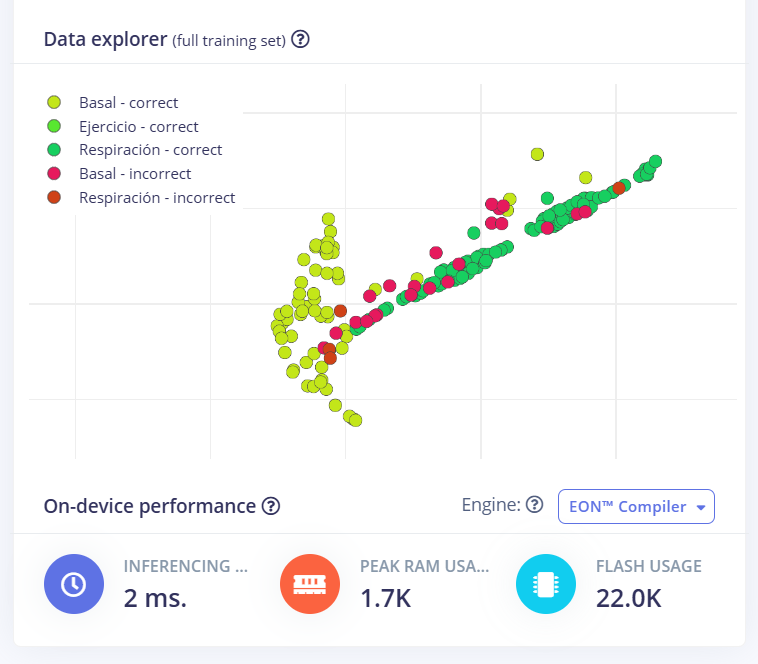 Data explorer (full training set) ?
Basal - correct
Ejercicio - correct
Respiración - correct
Basal - incorrect
Respiración - incorrect
On-device performance ?
Engine: ?
EON™ Compiler
INFERENCING ...
2 ms.
PEAK RAM USA...
1.7K
FLASH USAGE
22.0K